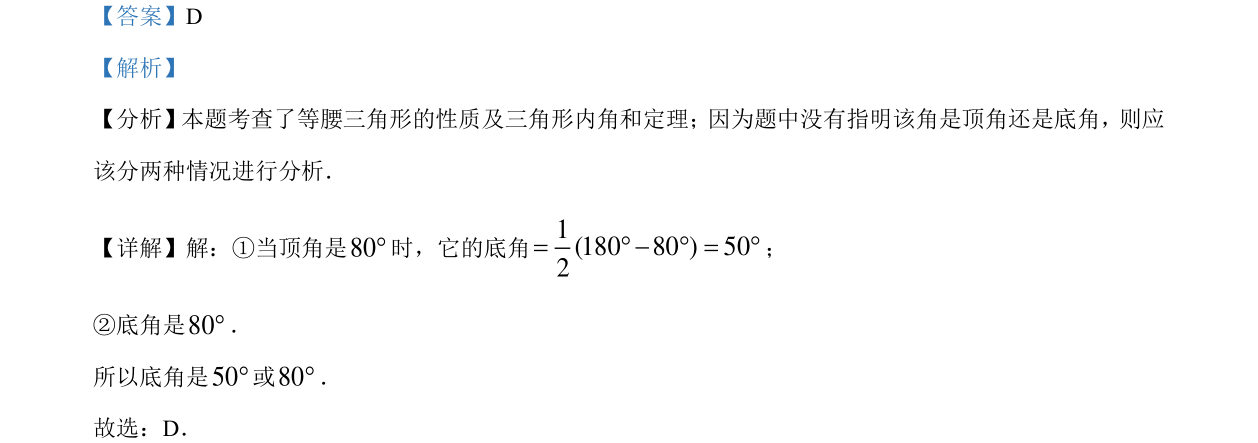 【答案】D
【解析】
【分析】本题考查了等腰三角形的性质及三角形内角和定理；因为题中没有指明该角是顶角还是底角，则应
该分两种情况进行分析．
【详解】解：①当顶角是80°时，它的底角=1/2(180°−80°)=50°；
②底角是80°．
所以底角是50°或80°．
故选：D．